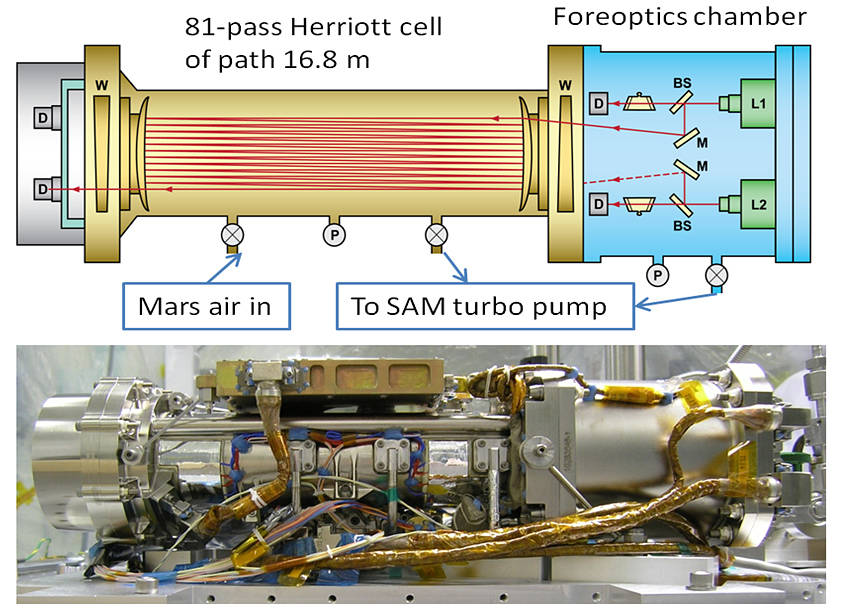 81-pass Herriott cell
of path 16.8 m
Foreoptics chamber
W
W
BS
D
L1
D
M
M
D
D
L2
BS
P
P
Mars air in
To SAM turbo pump